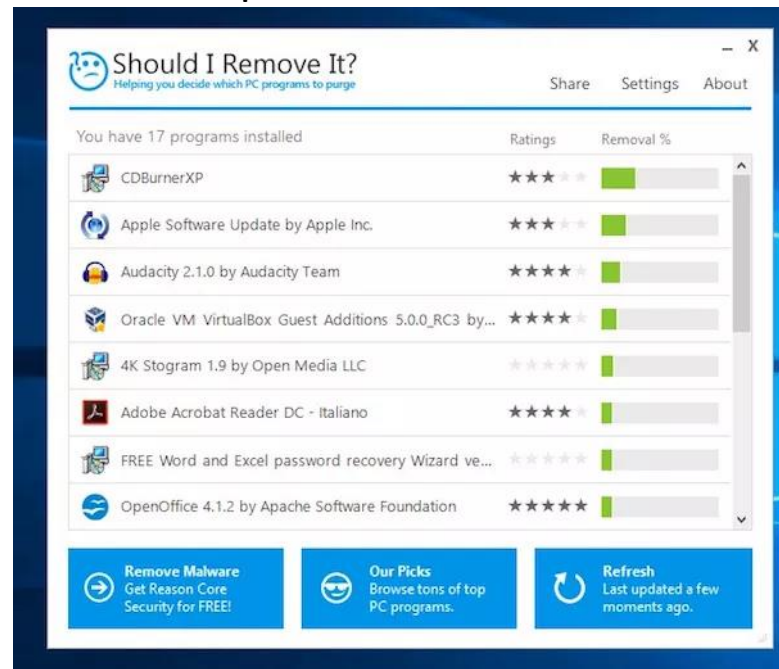 Should I Remove It?
Helping you decide which PC programs to purge
Share Settings About
You have 17 programs installed Ratings Removal %
CDBurnerXP
Apple Software Update by Apple Inc.
Audacity 2.1.0 by Audacity Team
Oracle VM VirtualBox Guest Additions 5.0.0_RC3 by...
4K Stogram 1.9 by Open Media LLC
Adobe Acrobat Reader DC - Italiano
FREE Word and Excel password recovery Wizard ve...
OpenOffice 4.1.2 by Apache Software Foundation
Remove Malware
Get Reason Core
Security for FREE!
Our Picks
Browse tons of top
PC programs.
Refresh
Last updated a few
moments ago.